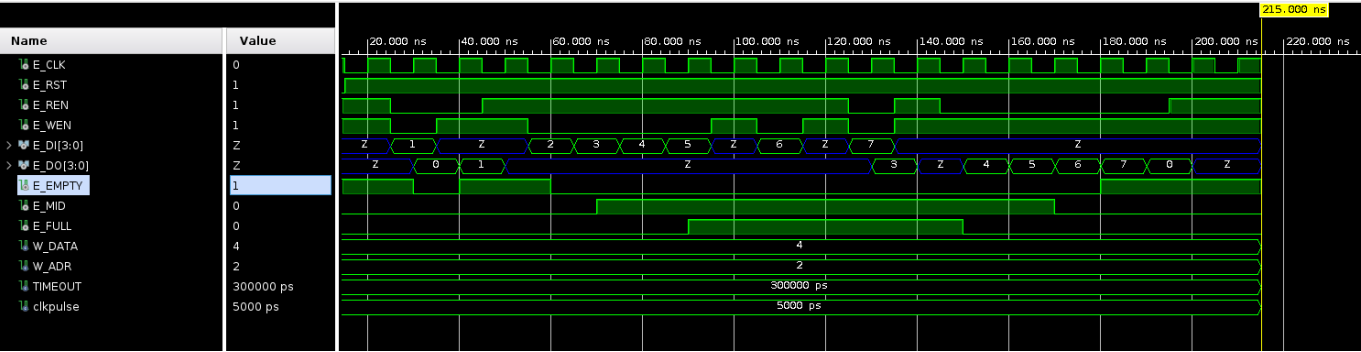 215.000 ns
Name Value 20.000 ns 40.000 ns 60.000 ns 80.000 ns 100.000 ns 120.000 ns 140.000 ns 160.000 ns 180.000 ns 200.000 ns 220.000 ns
E_CLK 0
E_RST 1
E_REN 1
E_WEN 1
E_DI[3:0] Z Z 1 Z 2 3 4 5 Z 6 Z 7 Z
E_DO[3:0] Z Z 0 1 Z 3 Z 4 5 6 7 0 Z
E_EMPTY 1
E_MID 0
E_FULL 0
W_DATA 4 4
W_ADR 2 2
TIMEOUT 300000 ps 300000 ps
clkpulse 5000 ps 5000 ps